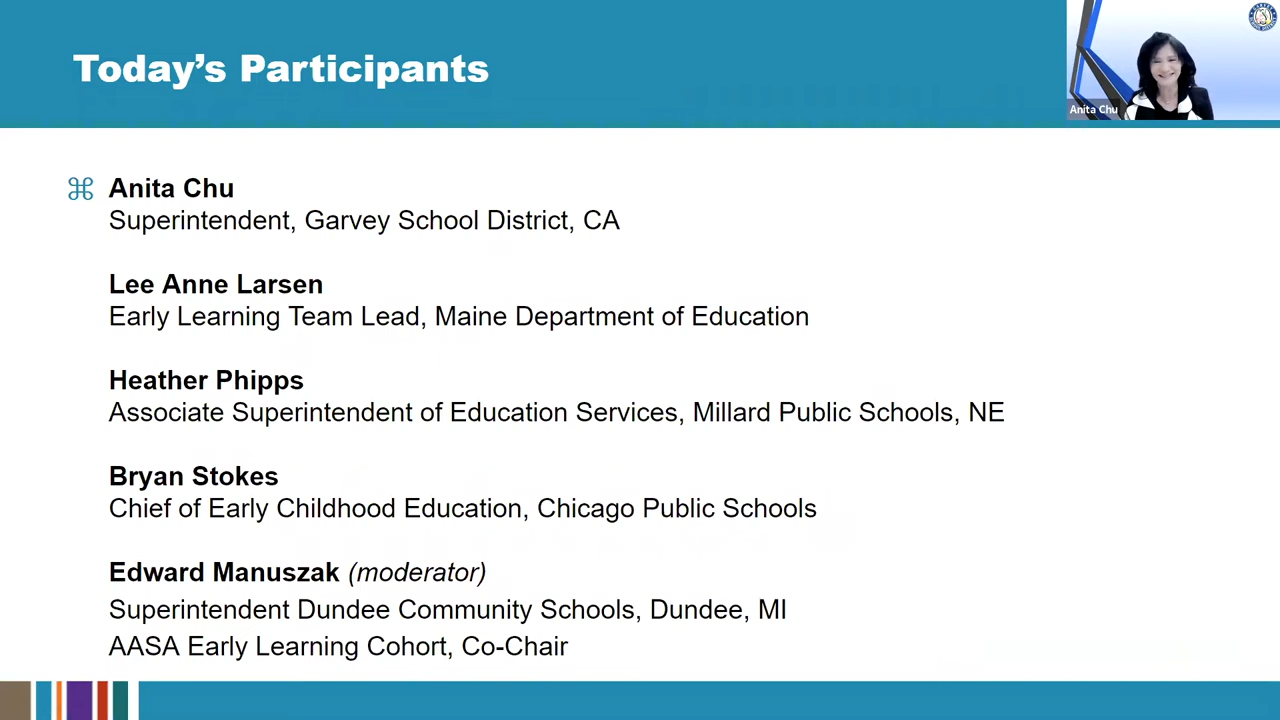 Today’s Participants
Anita Chu
Anita Chu
Superintendent, Garvey School District, CA
Lee Anne Larsen
Early Learning Team Lead, Maine Department of Education
Heather Phipps
Associate Superintendent of Education Services, Millard Public Schools, NE
Bryan Stokes
Chief of Early Childhood Education, Chicago Public Schools
Edward Manuszak (moderator)
Superintendent Dundee Community Schools, Dundee, MI
AASA Early Learning Cohort, Co-Chair